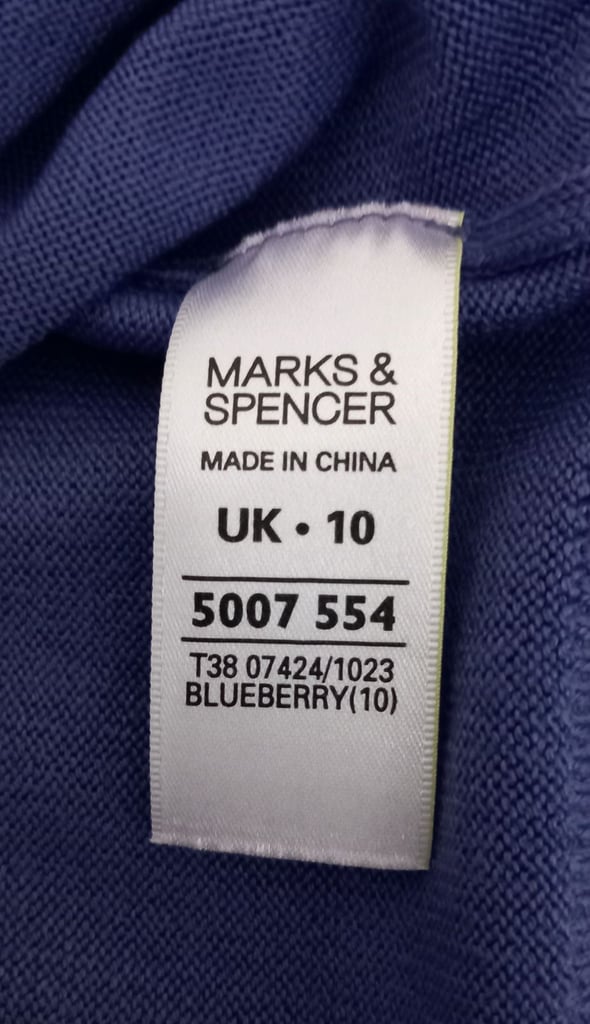 MARKS &
SPENCER
MADE IN CHINA
UK • 10
5007 554
T38 07424/1023
BLUEBERRY(10)